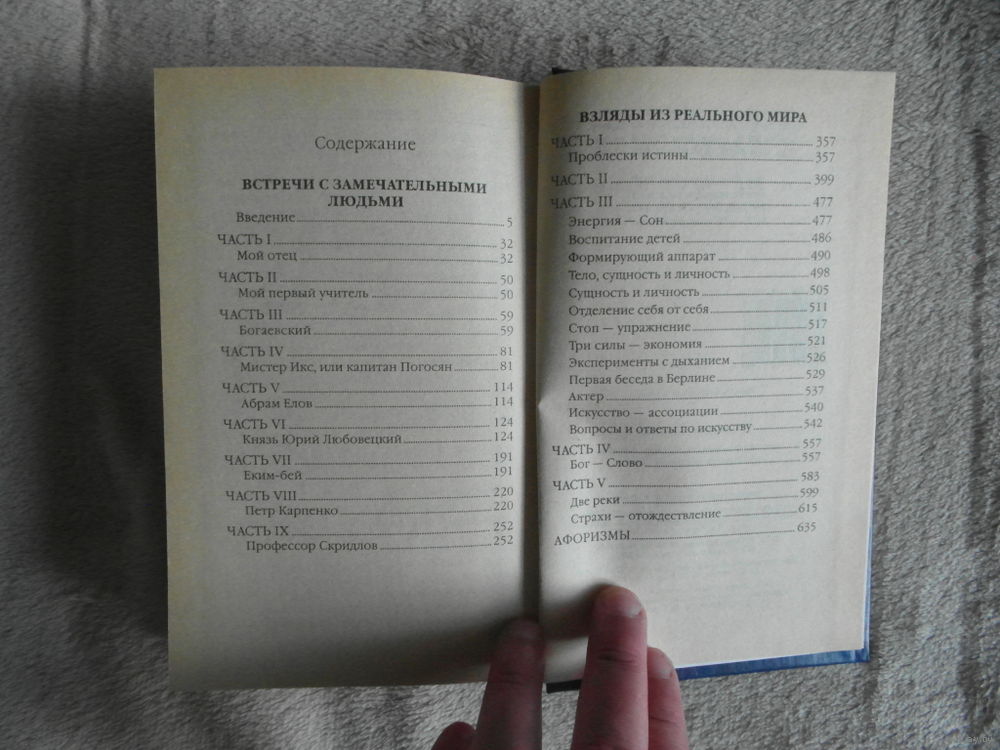 Содержание
ВСТРЕЧИ С ЗАМЕЧАТЕЛЬНЫМИ
ЛЮДЬМИ
Введение 5
ЧАСТЬ I 32
Мой отец 32
ЧАСТЬ II 50
Мой первый учитель 50
ЧАСТЬ III 59
Богаевский 59
ЧАСТЬ IV 81
Мистер Икс, или капитан Погосян 81
ЧАСТЬ V 114
Абрам Елов 114
ЧАСТЬ VI 124
Князь Юрий Любовецкий 124
ЧАСТЬ VII 191
Еким-бей 191
ЧАСТЬ VIII 220
Петр Карпенко 220
ЧАСТЬ IX 252
Профессор Скридлов 252
ВЗГЛЯДЫ ИЗ РЕАЛЬНОГО МИРА
ЧАСТЬ I 357
Проблески истины 357
ЧАСТЬ II 399
ЧАСТЬ III 477
Энергия — Сон 477
Воспитание детей 486
Формирующий аппарат 490
Тело, сущность и личность 498
Сущность и личность 505
Отделение себя от себя 511
Стоп — упражнение 517
Три силы — экономия 521
Эксперименты с дыханием 526
Первая беседа в Берлине 529
Актер 537
Искусство — ассоциации 540
Вопросы и ответы по искусству 542
ЧАСТЬ IV 557
Бог — Слово 557
ЧАСТЬ V 583
Две реки 599
Страхи — отождествление 615
АФОРИЗМЫ 635